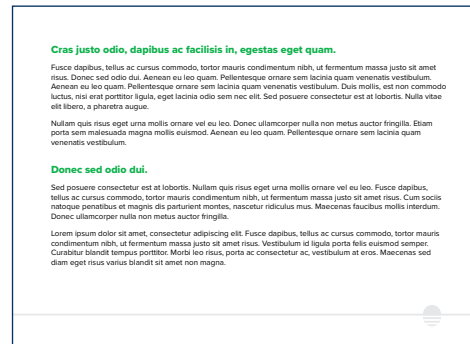 Cras justo odio, dapibus ac facilisis in, egestas eget quam.
Fusce dapibus, tellus ac cursus commodo, tortor mauris condimentum nibh, ut fermentum massa justo sit amet
risus. Donec sed odio dui. Aenean eu leo quam. Pellentesque ornare sem lacinia quam venenatis vestibulum.
Aenean eu leo quam. Pellentesque ornare sem lacinia quam venenatis vestibulum. Duis mollis, est non commodo
luctus, nisi erat porttitor ligula, eget lacinia odio sem nec elit. Sed posuere consectetur est at lobortis. Nulla vitae
elit libero, a pharetra augue.
Nullam quis risus eget urna mollis ornare vel eu leo. Donec ullamcorper nulla non metus auctor fringilla. Etiam
porta sem malesuada magna mollis euismod. Aenean eu leo quam. Pellentesque ornare sem lacinia quam
venenatis vestibulum.
Donec sed odio dui.
Sed posuere consectetur est at lobortis. Nullam quis risus eget urna mollis ornare vel eu leo. Fusce dapibus,
tellus ac cursus commodo, tortor mauris condimentum nibh, ut fermentum massa justo sit amet risus. Cum sociis
natoque penatibus et magnis dis parturient montes, nascetur ridiculus mus. Maecenas faucibus mollis interdum.
Donec ullamcorper nulla non metus auctor fringilla.
Lorem ipsum dolor sit amet, consectetur adipiscing elit. Fusce dapibus, tellus ac cursus commodo, tortor mauris
condimentum nibh, ut fermentum massa justo sit amet risus. Vestibulum id ligula porta felis euismod semper.
Curabitur blandit tempus porttitor. Morbi leo risus, porta ac consectetur ac, vestibulum at eros. Maecenas sed
diam eget risus varius blandit sit amet non magna.